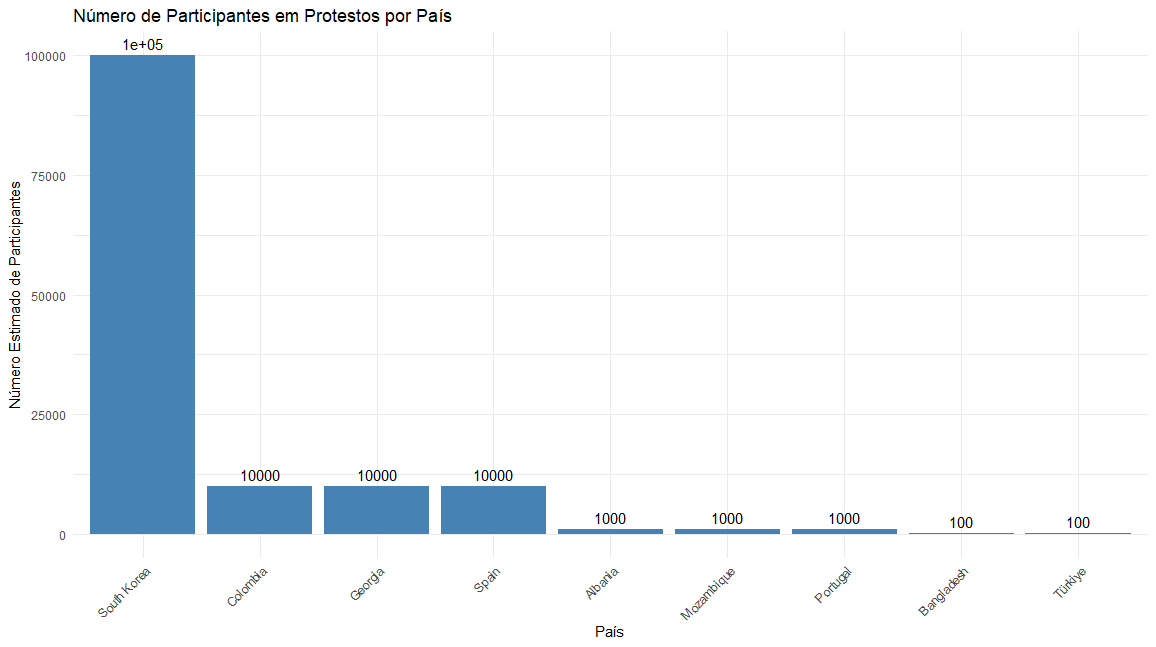 Número de Participantes em Protestos por País
Número Estimado de Participantes
100000
75000
50000
25000
0
1e+05
10000
10000
10000
1000
1000
1000
100
100
South Korea
Colombia
Georgia
Spain
Albania
Mozambique
Portugal
Bangladesh
Türkiye
País